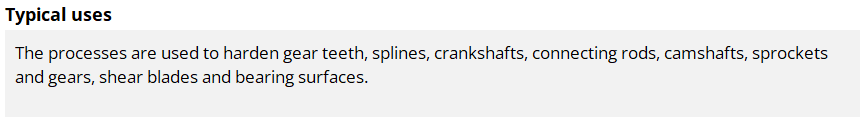 Typical uses
The processes are used to harden gear teeth, splines, crankshafts, connecting rods, camshafts, sprockets
and gears, shear blades and bearing surfaces.